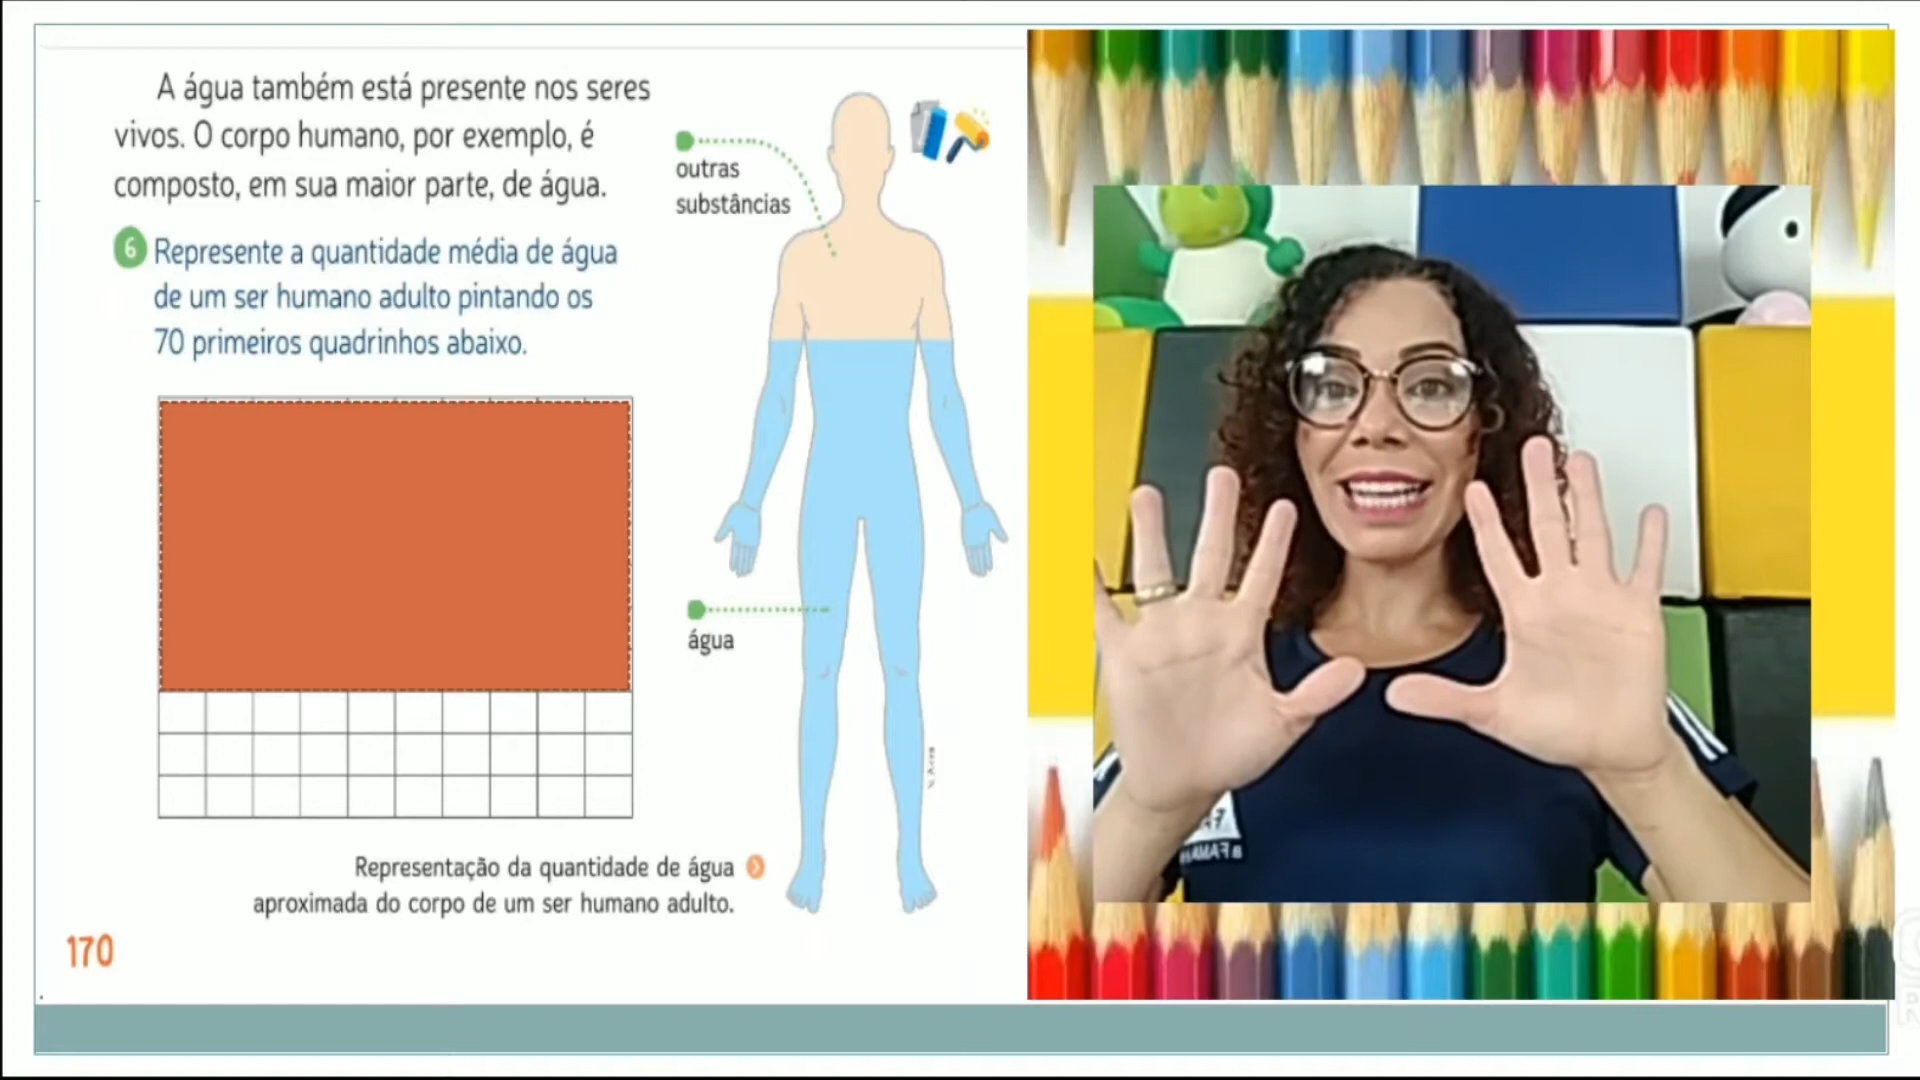 A água também está presente nos seres
vivos. O corpo humano, por exemplo, é
composto, em sua maior parte, de água.
6 Represente a quantidade média de água
de um ser humano adulto pintando os
70 primeiros quadrinhos abaixo.
outras
substâncias
água
Representação da quantidade de água
aproximada do corpo de um ser humano adulto.
170